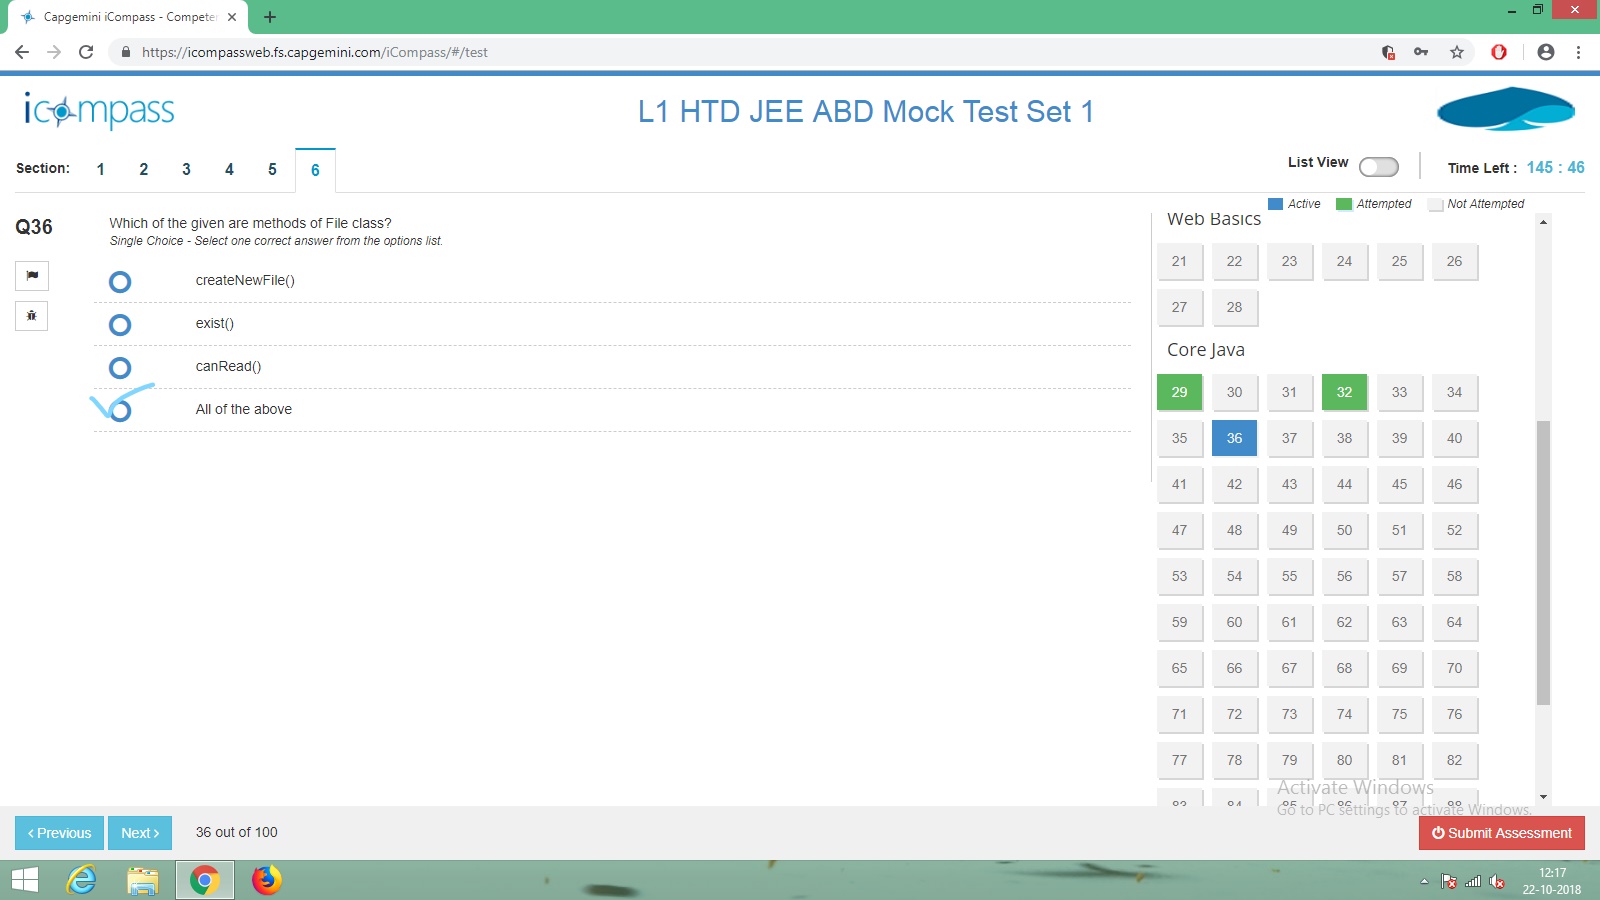 Capgemini iCompass - Competen
https://icompassweb.fs.capgemini.com/iCompass/#/test
icompass
L1 HTD JEE ABD Mock Test Set 1
Section: 1 2 3 4 5 6
List View
Time Left : 145 : 46
Active Attempted Not Attempted
Q36
Which of the given are methods of File class?
Single Choice - Select one correct answer from the options list.
createNewFile()
exist()
canRead()
All of the above
Web Basics
21 22 23 24 25 26
27 28
Core Java
29 30 31 32 33 34
35 36 37 38 39 40
41 42 43 44 45 46
47 48 49 50 51 52
53 54 55 56 57 58
59 60 61 62 63 64
65 66 67 68 69 70
71 72 73 74 75 76
77 78 79 80 81 82
83 84 85 86 87 88
Activate Windows
Go to PC settings to activate Windows.
Previous Next 36 out of 100
Submit Assessment
12:17
22-10-2018